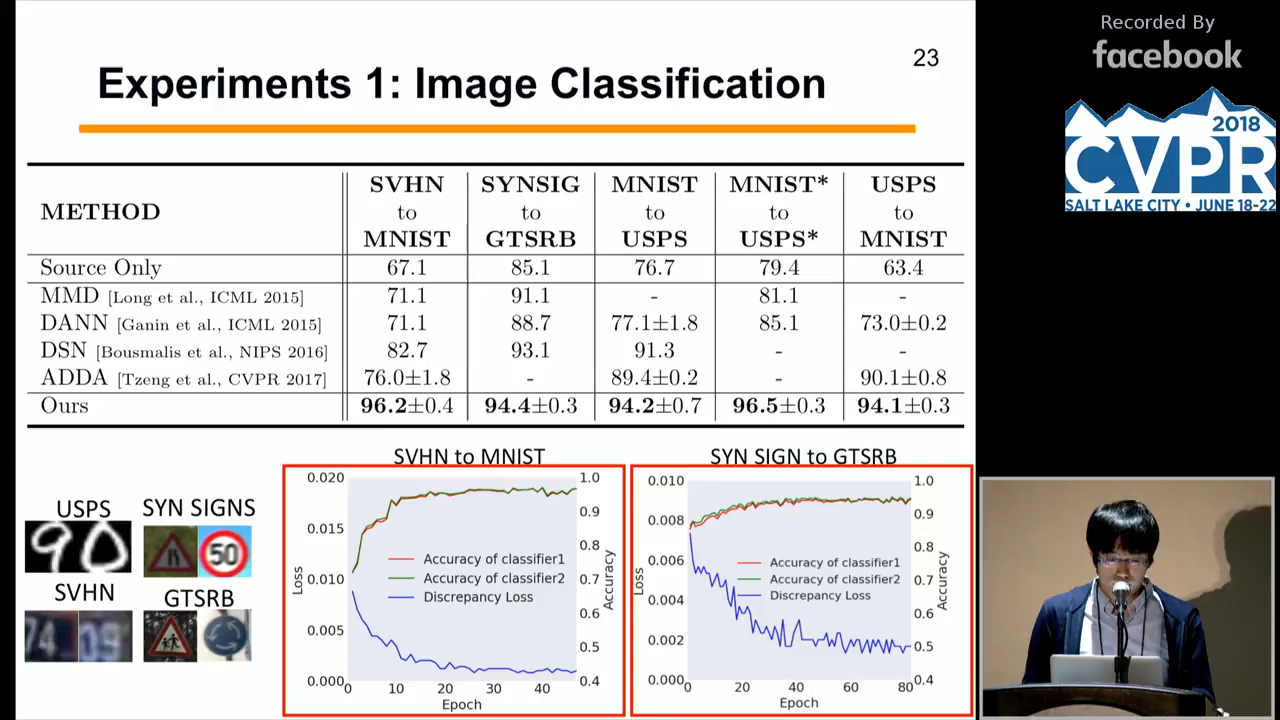 23
Experiments 1: Image Classification
METHOD SVHN to MNIST SYNSIG to GTSRB MNIST to USPS MNIST* to USPS* USPS to MNIST
Source Only 67.1 85.1 76.7 79.4 63.4
MMD [Long et al., ICML 2015] 71.1 91.1 - 81.1 -
DANN [Ganin et al., ICML 2015] 71.1 88.7 77.1±1.8 85.1 73.0±0.2
DSN [Bousmalis et al., NIPS 2016] 82.7 93.1 91.3 - -
ADDA [Tzeng et al., CVPR 2017] 76.0±1.8 - 89.4±0.2 - 90.1±0.8
Ours 96.2±0.4 94.4±0.3 94.2±0.7 96.5±0.3 94.1±0.3
USPS
90
SYN SIGNS
50
SVHN
74 09
GTSRB
SVHN to MNIST
0.020
0.015
0.010
0.005
0.000
Loss
1.0
0.9
0.8
0.7
0.6
0.5
0.4
Accuracy
Accuracy of classifier1
Accuracy of classifier2
Discrepancy Loss
0 10 20 30 40
Epoch
SYN SIGN to GTSRB
0.010
0.008
0.006
0.004
0.002
0.000
Loss
1.0
0.9
0.8
0.7
0.6
0.5
0.4
Accuracy
Accuracy of classifier1
Accuracy of classifier2
Discrepancy Loss
0 20 40 60 80
Epoch
Recorded By
facebook
2018
CVPR
SALT LAKE CITY • JUNE 18-22